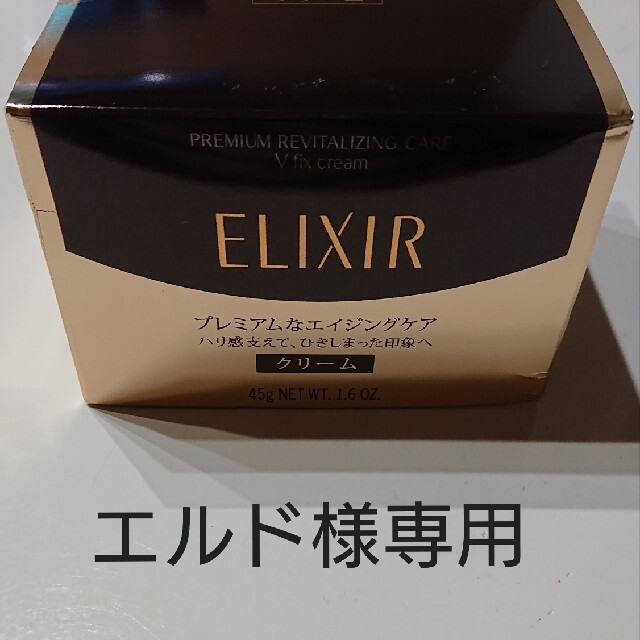 PREMIUM REVITALIZING CARE
V fix cream
ELIXIR
プレミアムなエイジングケア
ハリ感支えて、ひきしまった印象へ
クリーム
45g NET WT. 1.6 OZ.
エルド様専用